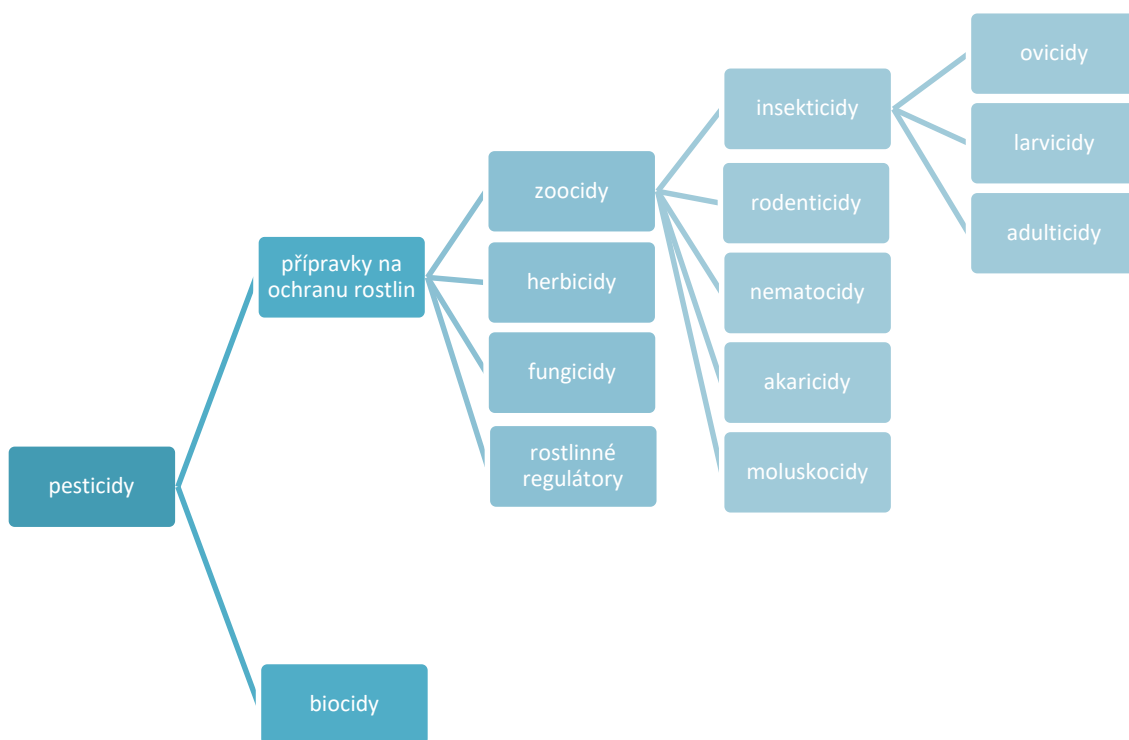 pesticidy
přípravky na
ochranu rostlin
biocidy
zoocidy
herbicidy
fungicidy
rostlinné
regulátory
insekticidy
rodenticidy
nematocidy
akaricidy
moluskocidy
ovicidy
larvicidy
adulticidy